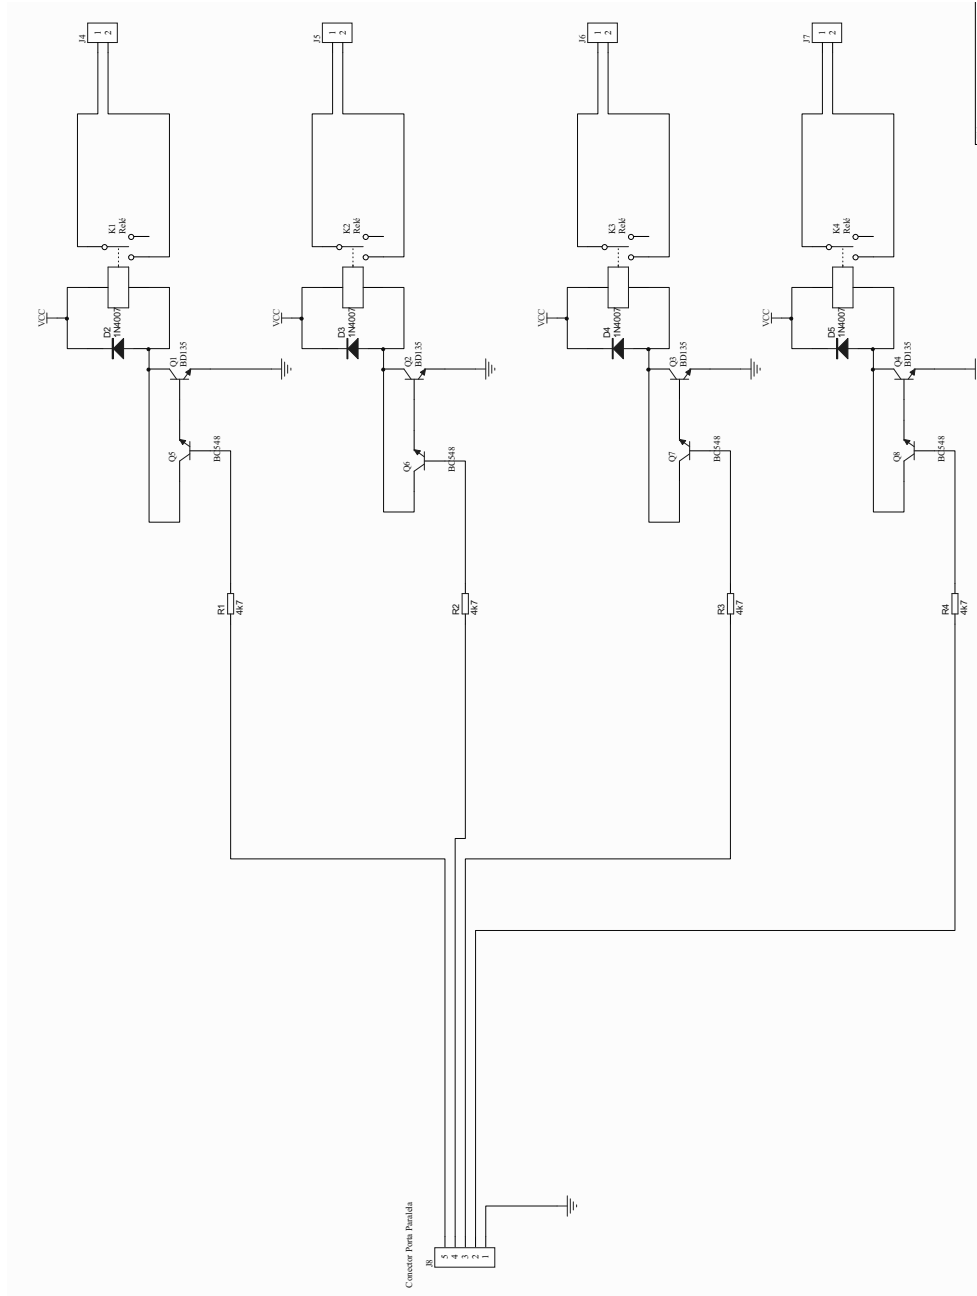 J4
1
2
J5
1
2
J6
1
2
J7
1
2
K1
Relé
K2
Relé
K3
Relé
K4
Relé
VCC
D2
1N4007
VCC
D3
1N4007
VCC
D4
1N4007
VCC
D5
1N4007
Q1
BD135
Q2
BD135
Q3
BD135
Q4
BD135
Q5
BC548
Q6
BC548
Q7
BC548
Q8
BC548
R1
4k7
R2
4k7
R3
4k7
R4
4k7
Conector Porta Paralela
J8
5
4
3
2
1